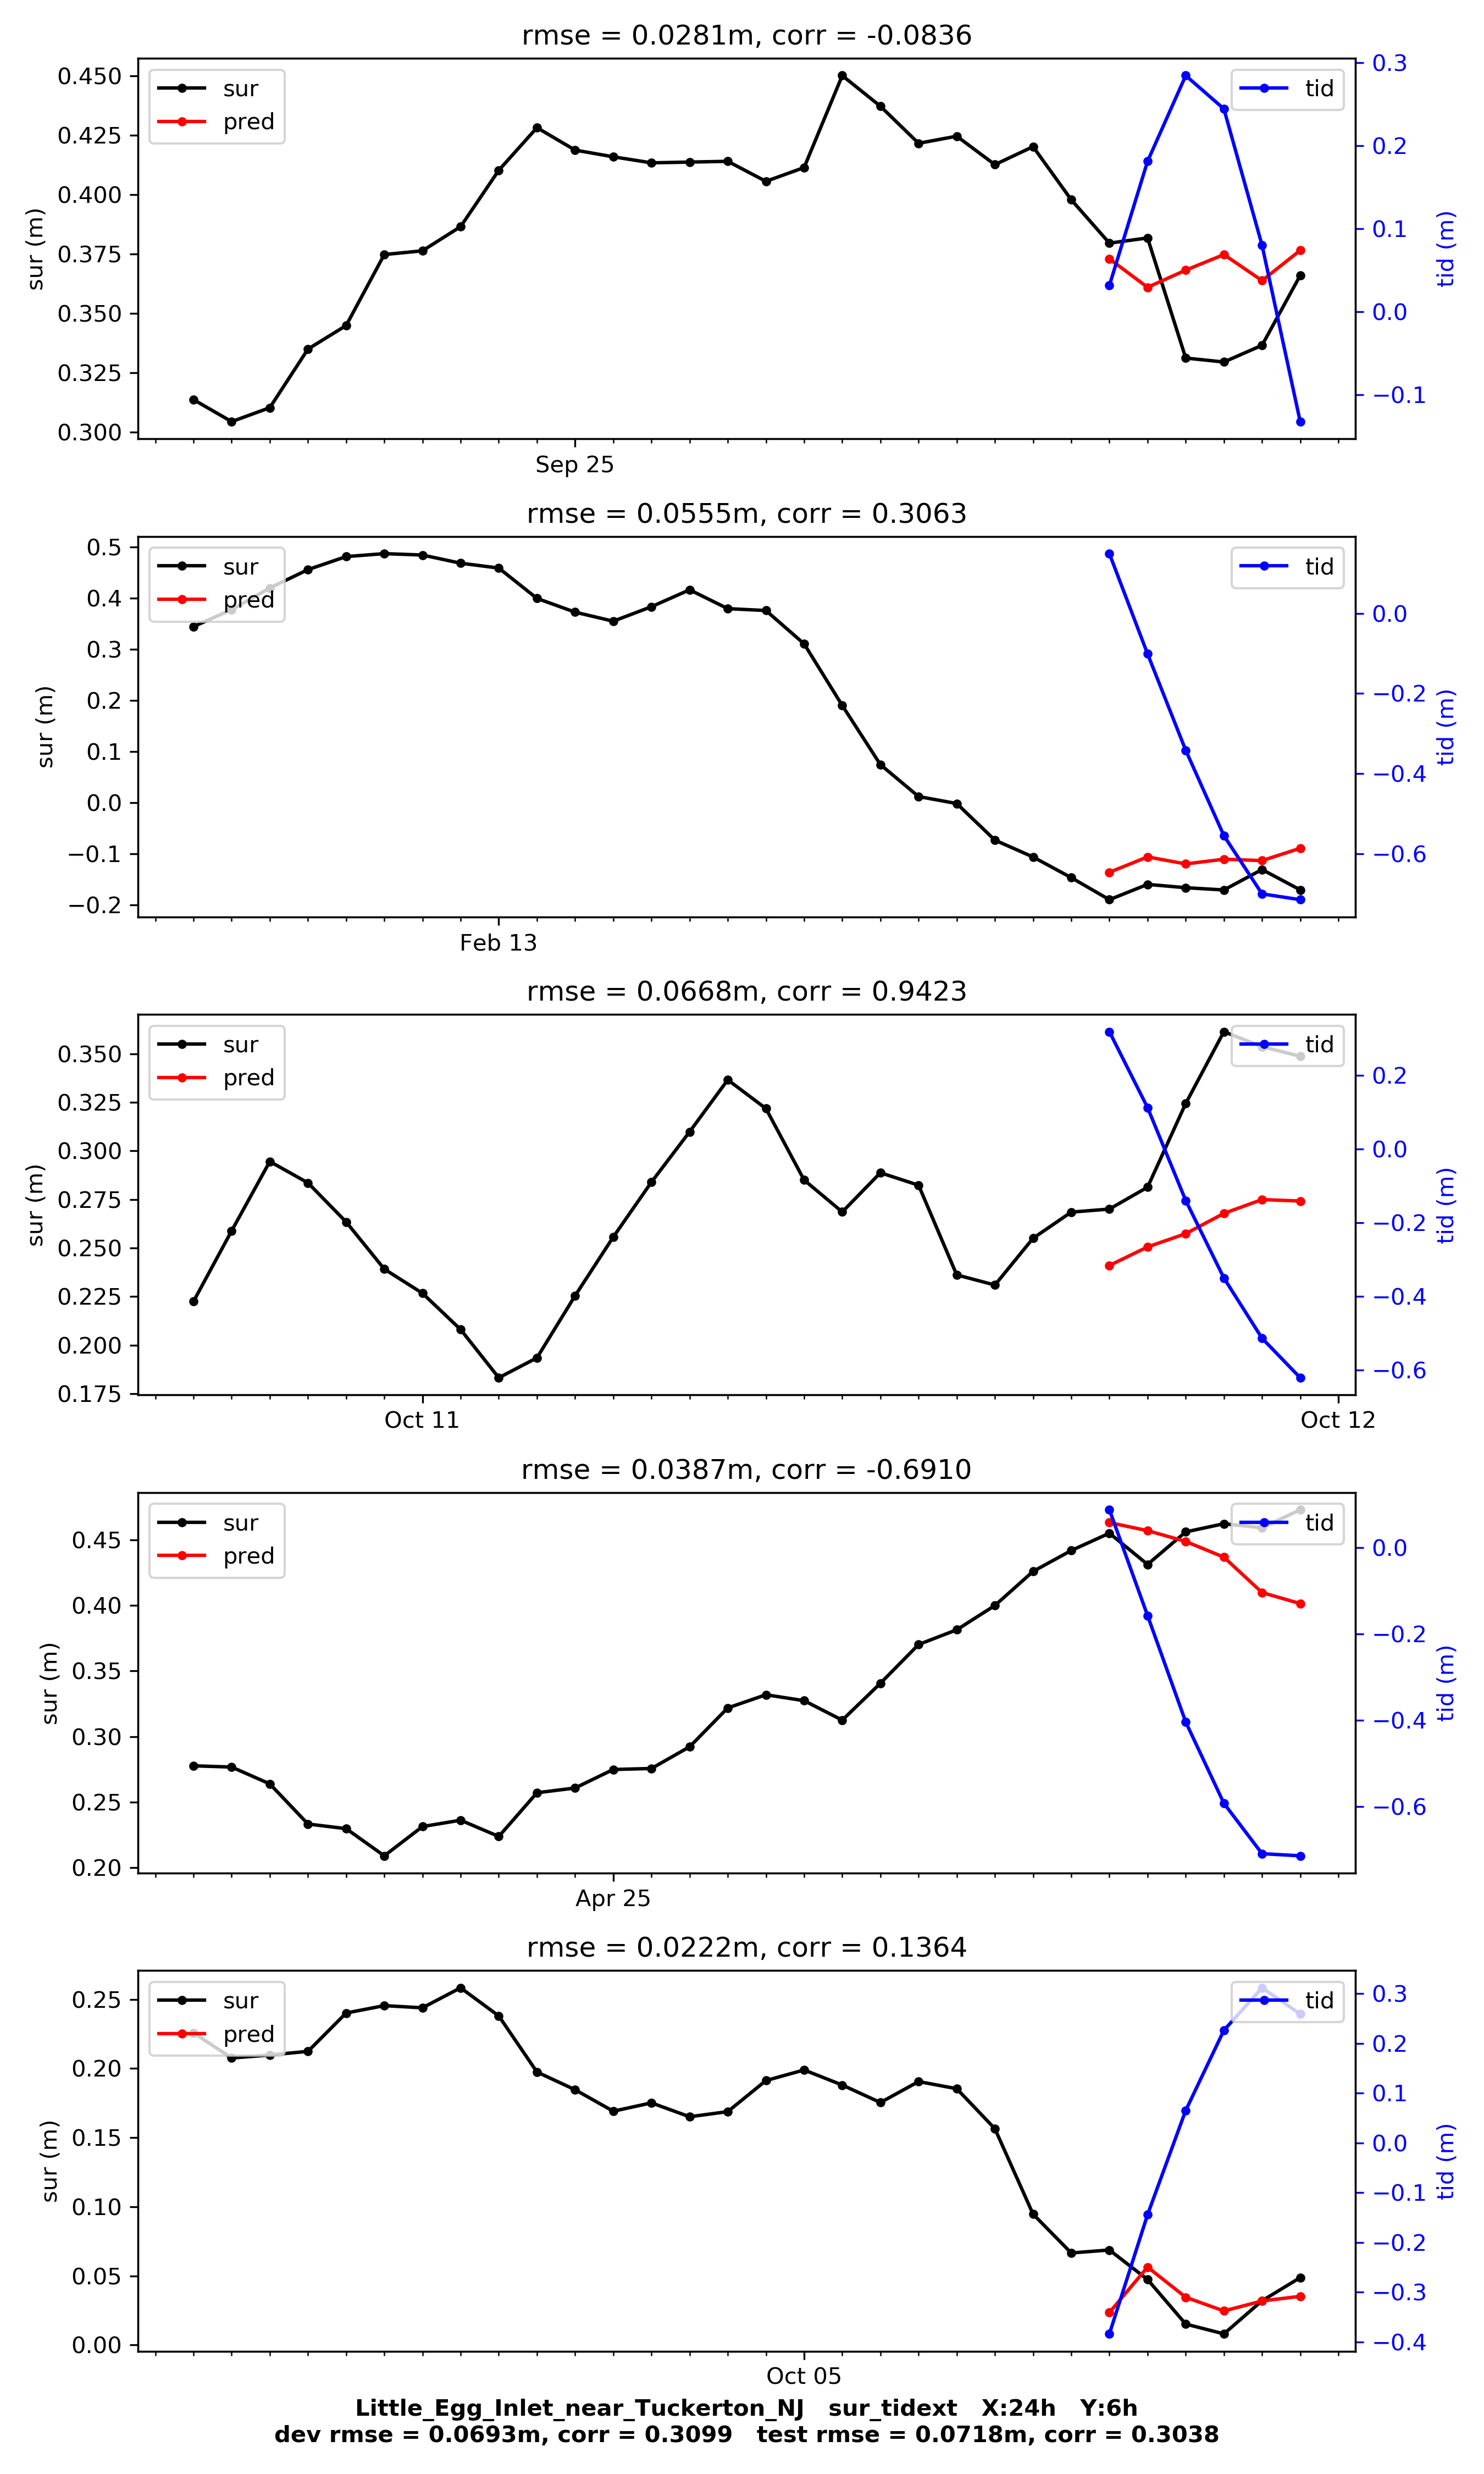 rmse = 0.0281m, corr = -0.0836
0.450
0.425
0.400
0.375
0.350
0.325
0.300
sur (m)
sur
pred
tid
0.3
0.2
0.1
0.0
−0.1
tid (m)
Sep 25
rmse = 0.0555m, corr = 0.3063
0.5
0.4
0.3
0.2
0.1
0.0
−0.1
−0.2
sur (m)
sur
pred
tid
0.0
−0.2
−0.4
−0.6
tid (m)
Feb 13
rmse = 0.0668m, corr = 0.9423
0.350
0.325
0.300
0.275
0.250
0.225
0.200
0.175
sur (m)
sur
pred
tid
0.2
0.0
−0.2
−0.4
−0.6
tid (m)
Oct 11
Oct 12
rmse = 0.0387m, corr = -0.6910
0.45
0.40
0.35
0.30
0.25
0.20
sur (m)
sur
pred
tid
0.0
−0.2
−0.4
−0.6
tid (m)
Apr 25
rmse = 0.0222m, corr = 0.1364
0.25
0.20
0.15
0.10
0.05
0.00
sur (m)
sur
pred
tid
0.3
0.2
0.1
0.0
−0.1
−0.2
−0.3
−0.4
tid (m)
Oct 05
Little_Egg_Inlet_near_Tuckerton_NJ   sur_tidext   X:24h   Y:6h
dev rmse = 0.0693m, corr = 0.3099   test rmse = 0.0718m, corr = 0.3038